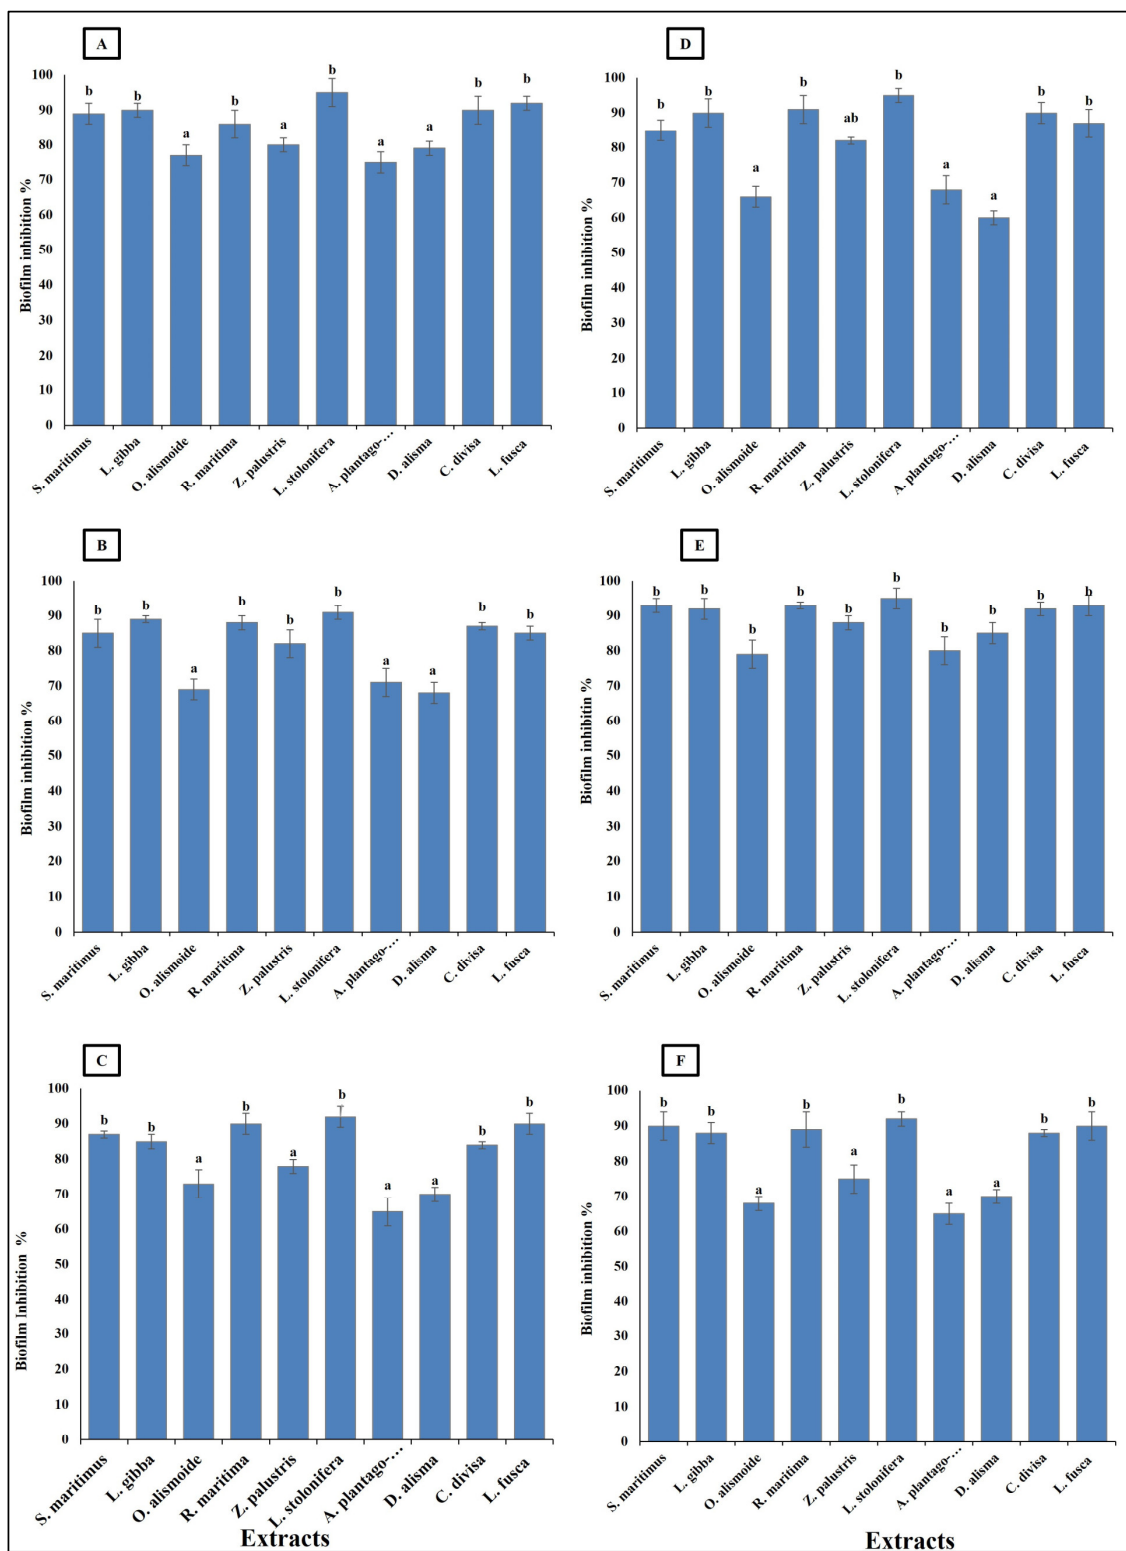 A
Biofilm inhibition %
100
90
80
70
60
50
40
30
20
10
0
b
b
a
b
a
b
a
a
b
b
S. maritimus
L. gibba
O. alismoide
R. maritima
Z. palustris
L. stolonifera
A. plantago-...
D. alisma
C. divisa
L. fusca
D
Biofilm inhibition %
100
90
80
70
60
50
40
30
20
10
0
b
b
a
b
ab
b
a
a
b
b
S. maritimus
L. gibba
O. alismoide
R. maritima
Z. palustris
L. stolonifera
A. plantago-...
D. alisma
C. divisa
L. fusca
B
Biofilm inhibition %
100
90
80
70
60
50
40
30
20
10
0
b
b
a
b
b
b
a
a
b
b
S. maritimus
L. gibba
O. alismoide
R. maritima
Z. palustris
L. stolonifera
A. plantago-...
D. alisma
C. divisa
L. fusca
E
Biofilm inhibitin %
100
90
80
70
60
50
40
30
20
10
0
b
b
b
b
b
b
b
b
b
b
S. maritimus
L. gibba
O. alismoide
R. maritima
Z. palustris
L. stolonifera
A. plantago-...
D. alisma
C. divisa
L. fusca
C
Biofilm Inhibition %
100
90
80
70
60
50
40
30
20
10
0
b
b
a
b
a
b
a
a
b
b
S. maritimus
L. gibba
O. alismoide
R. maritima
Z. palustris
L. stolonifera
A. plantago-...
D. alisma
C. divisa
L. fusca
Extracts
F
Biofilm inhibition %
100
90
80
70
60
50
40
30
20
10
0
b
b
a
b
a
b
a
a
b
b
S. maritimus
L. gibba
O. alismoide
R. maritima
Z. palustris
L. stolonifera
A. plantago-...
D. alisma
C. divisa
L. fusca
Extracts